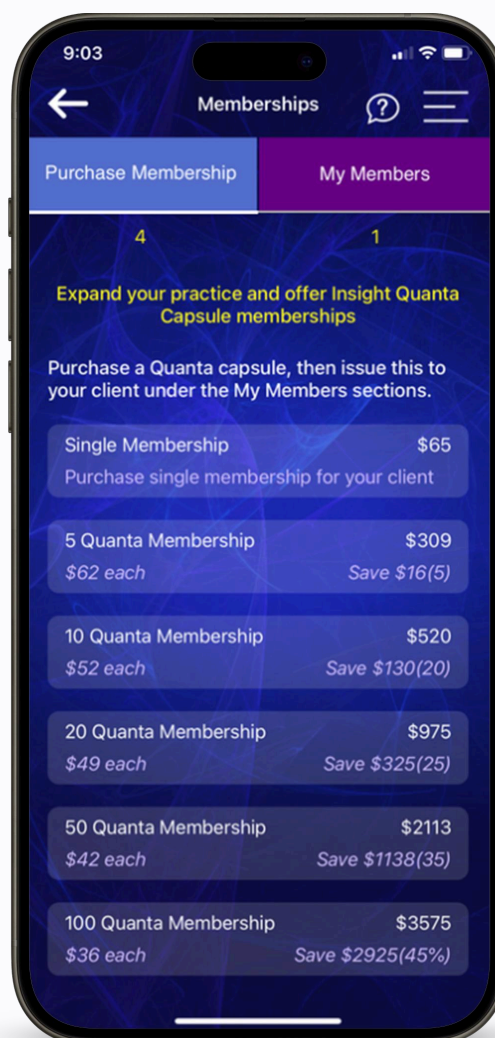 9:03
Memberships
Purchase Membership
My Members
4
1
Expand your practice and offer Insight Quanta
Capsule memberships
Purchase a Quanta capsule, then issue this to
your client under the My Members sections.
Single Membership $65
Purchase single membership for your client
5 Quanta Membership $309
$62 each Save $16(5)
10 Quanta Membership $520
$52 each Save $130(20)
20 Quanta Membership $975
$49 each Save $325(25)
50 Quanta Membership $2113
$42 each Save $1138(35)
100 Quanta Membership $3575
$36 each Save $2925(45%)